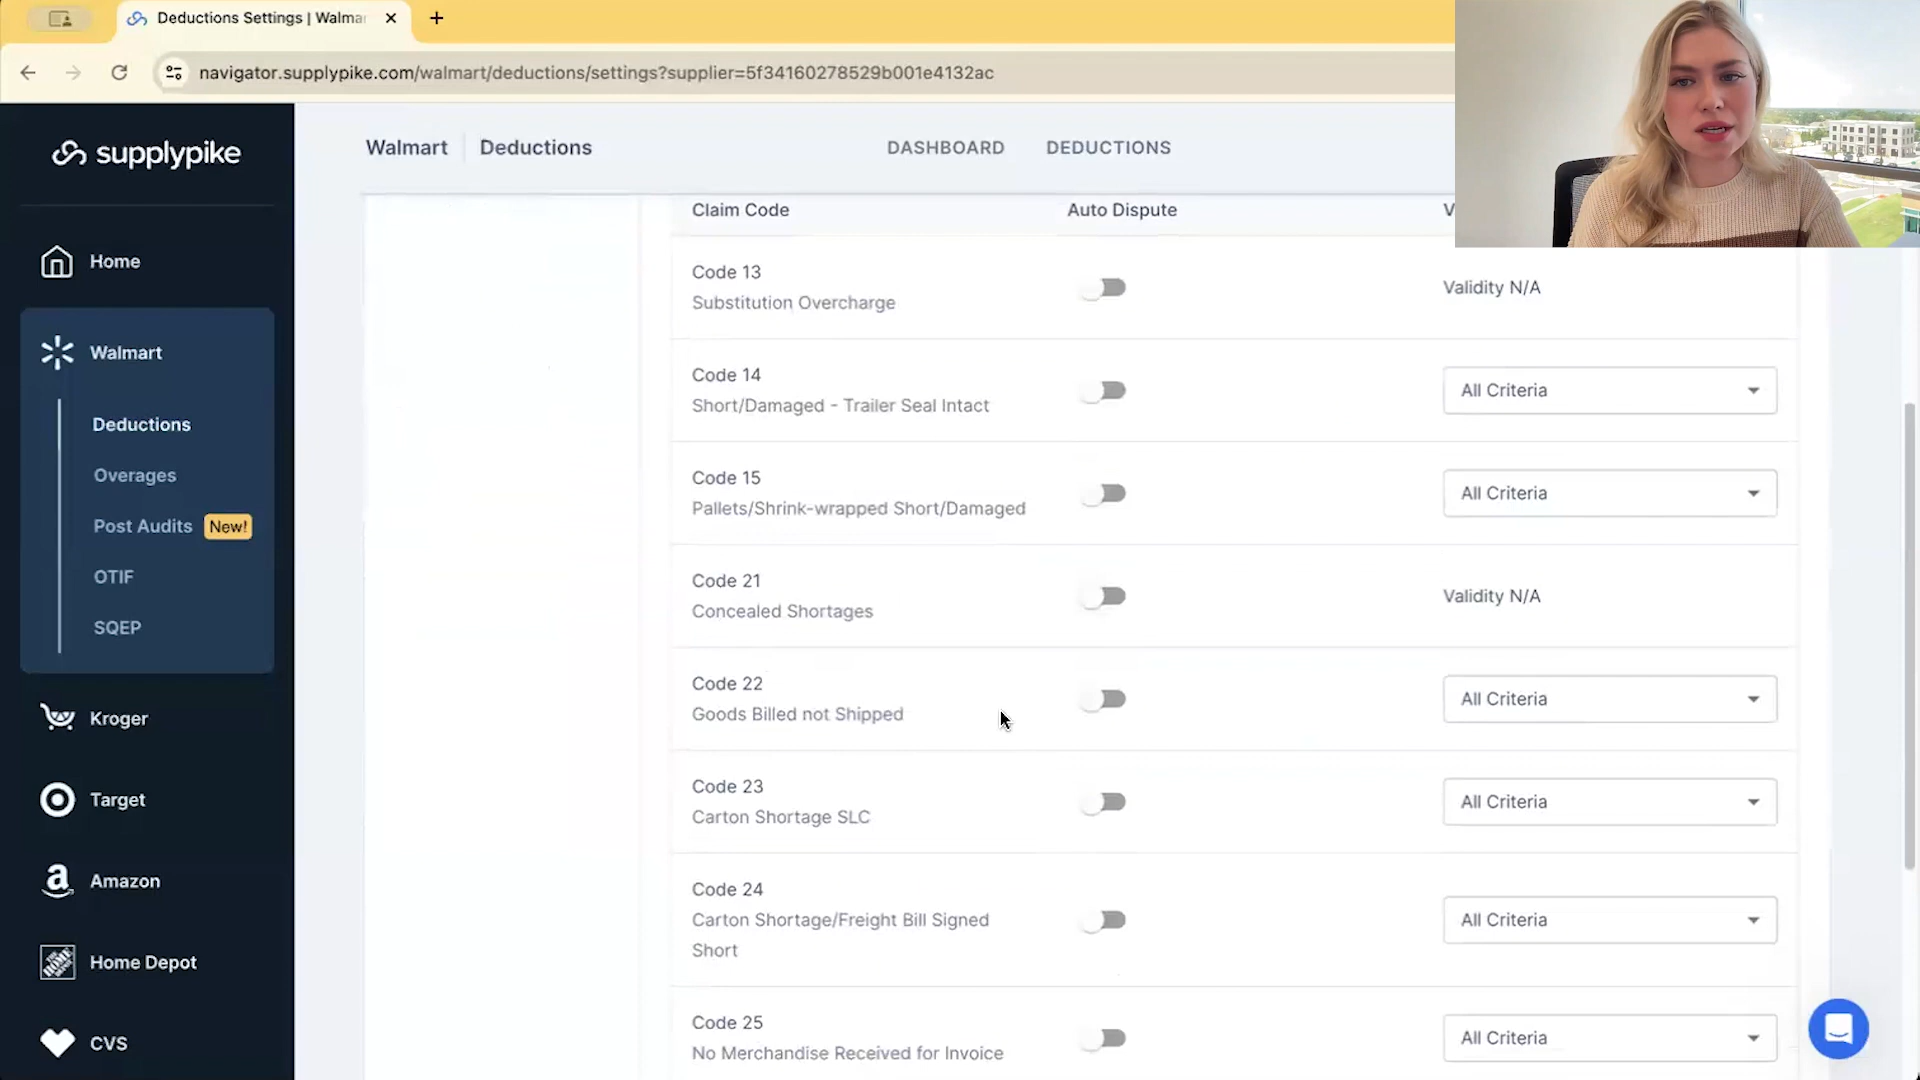 Deductions Settings | Walma
navigator.supplypike.com/walmart/deductions/settings?supplier=5f34160278529b001e4132ac
supplypike
Home
Walmart
Deductions
Overages
Post Audits New!
OTIF
SQEP
Kroger
Target
Amazon
Home Depot
CVS
Walmart Deductions DASHBOARD DEDUCTIONS
Claim Code Auto Dispute V
Code 13
Substitution Overcharge
Validity N/A
Code 14
Short/Damaged - Trailer Seal Intact
All Criteria
Code 15
Pallets/Shrink-wrapped Short/Damaged
All Criteria
Code 21
Concealed Shortages
Validity N/A
Code 22
Goods Billed not Shipped
All Criteria
Code 23
Carton Shortage SLC
All Criteria
Code 24
Carton Shortage/Freight Bill Signed
Short
All Criteria
Code 25
No Merchandise Received for Invoice
All Criteria